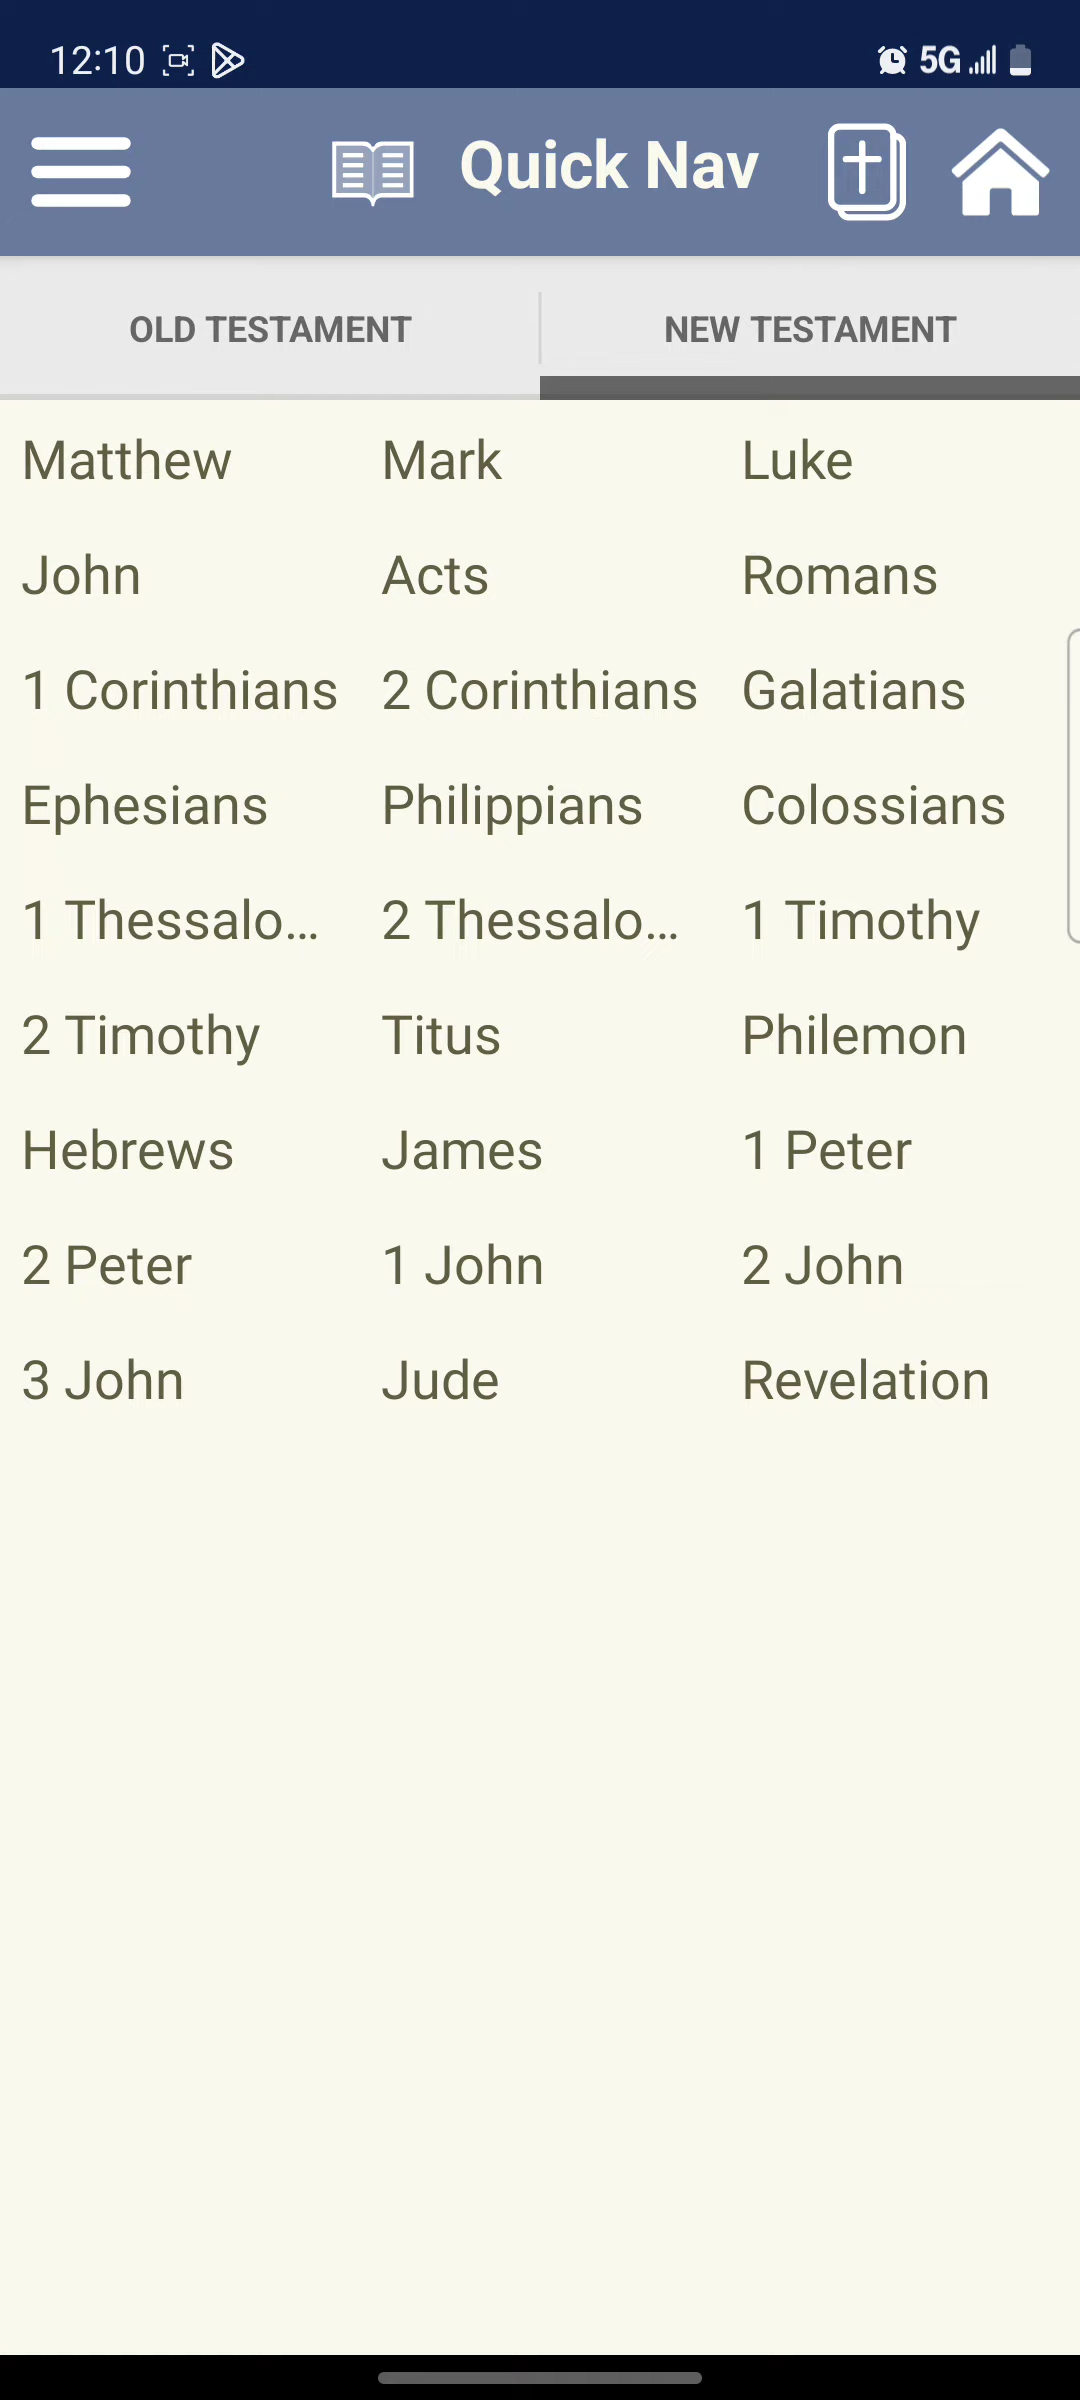 12:10 5G
Quick Nav
OLD TESTAMENT NEW TESTAMENT
Matthew Mark Luke
John Acts Romans
1 Corinthians 2 Corinthians Galatians
Ephesians Philippians Colossians
1 Thessalo... 2 Thessalo... 1 Timothy
2 Timothy Titus Philemon
Hebrews James 1 Peter
2 Peter 1 John 2 John
3 John Jude Revelation